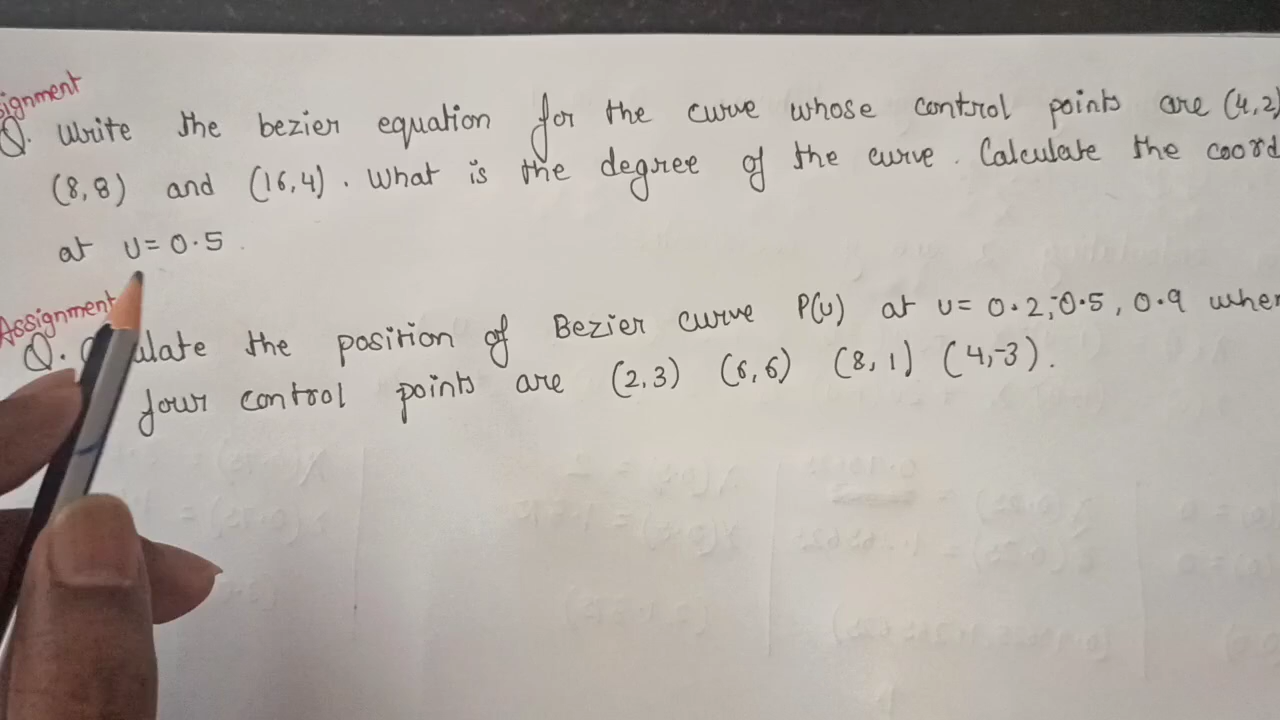 signment
Q. Write the bezier equation for the curve whose control points are (4,2)
(8,8) and (16,4). What is the degree of the curve. Calculate the coord
at U=0.5.
Assignment
Q. ulate the position of Bezier curve P(U) at U= 0.2, 0.5, 0.9 when
four control points are (2,3) (6,6) (8,1) (4,-3).